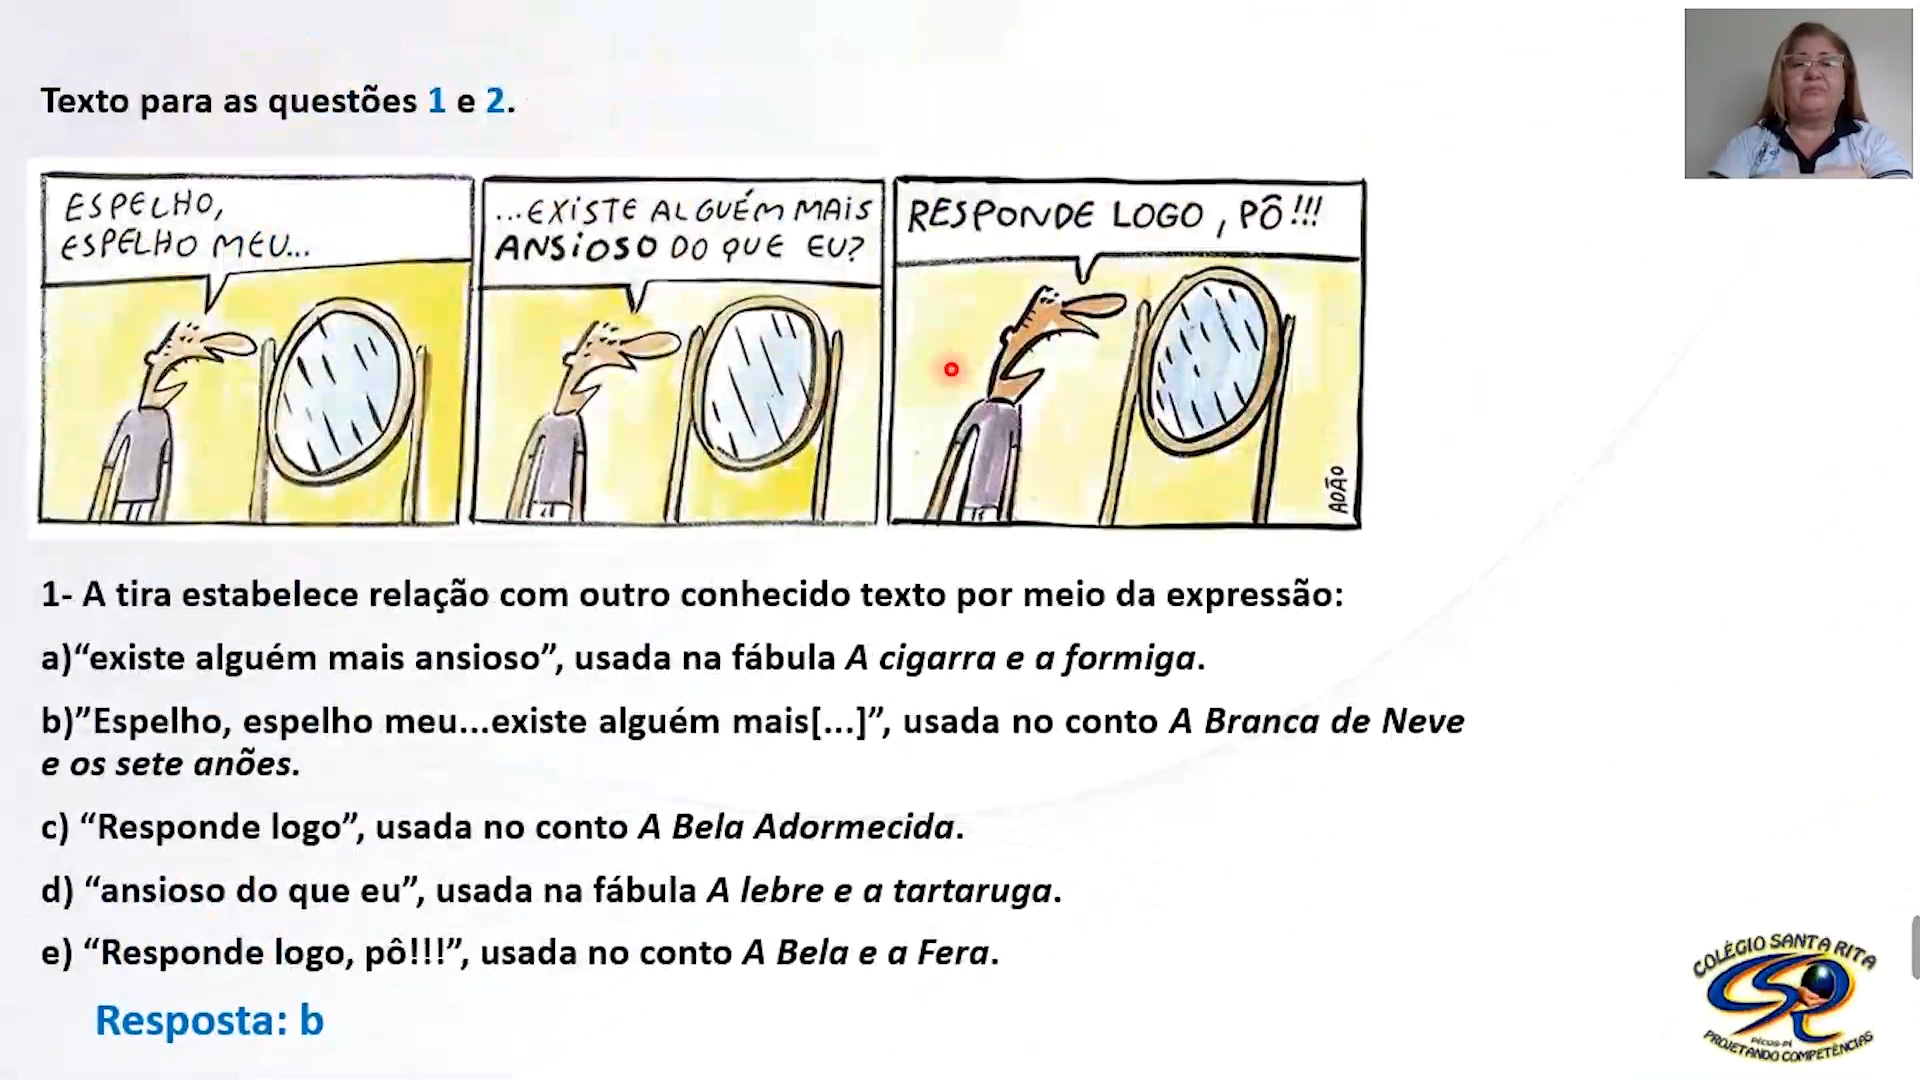 Texto para as questões 1 e 2.
ESPELHO,
ESPELHO MEU...
...EXISTE ALGUÉM MAIS
ANSIOSO DO QUE EU?
RESPONDE LOGO, PÔ!!!
ADÃO
1- A tira estabelece relação com outro conhecido texto por meio da expressão:
a)“existe alguém mais ansioso”, usada na fábula A cigarra e a formiga.
b)”Espelho, espelho meu...existe alguém mais[...]”, usada no conto A Branca de Neve
e os sete anões.
c) “Responde logo”, usada no conto A Bela Adormecida.
d) “ansioso do que eu”, usada na fábula A lebre e a tartaruga.
e) “Responde logo, pô!!!”, usada no conto A Bela e a Fera.
Resposta: b
COLÉGIO SANTA RITA
PICOS-PI
PROJETANDO COMPETÊNCIAS